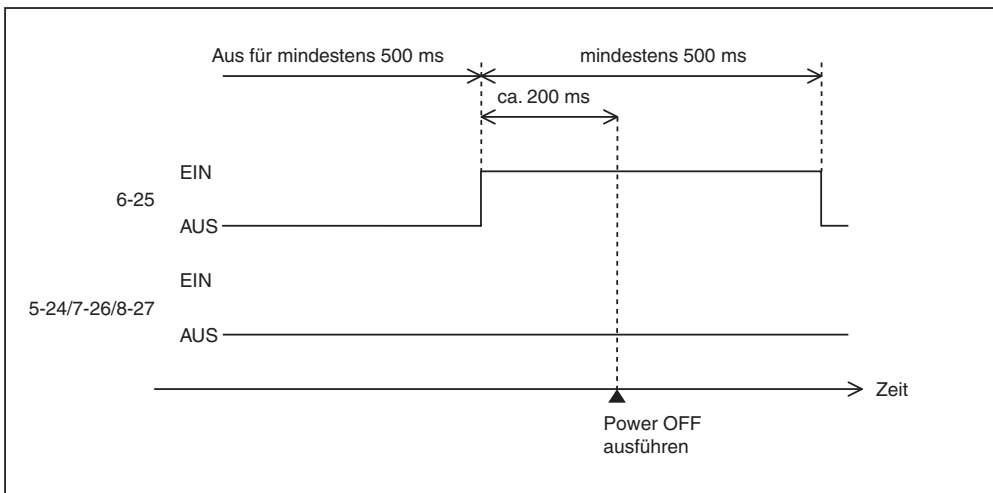 Aus für mindestens 500 ms
mindestens 500 ms
ca. 200 ms
EIN
6-25
AUS
EIN
5-24/7-26/8-27
AUS
Zeit
Power OFF
ausführen